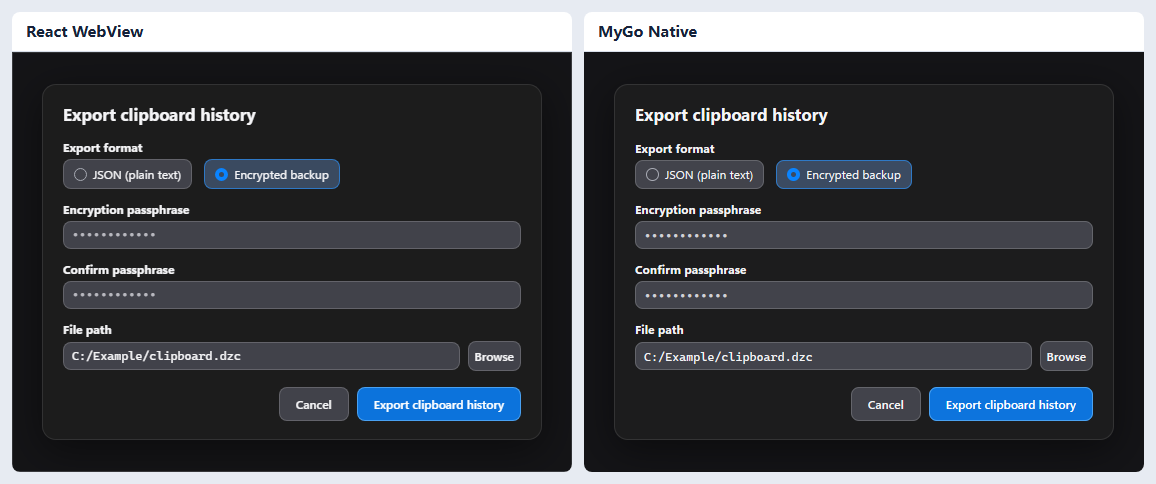 React WebView
Export clipboard history
Export format
JSON (plain text) Encrypted backup
Encryption passphrase
••••••••••••
Confirm passphrase
••••••••••••
File path
C:/Example/clipboard.dzc Browse
Cancel Export clipboard history
MyGo Native
Export clipboard history
Export format
JSON (plain text) Encrypted backup
Encryption passphrase
••••••••••••
Confirm passphrase
••••••••••••
File path
C:/Example/clipboard.dzc Browse
Cancel Export clipboard history